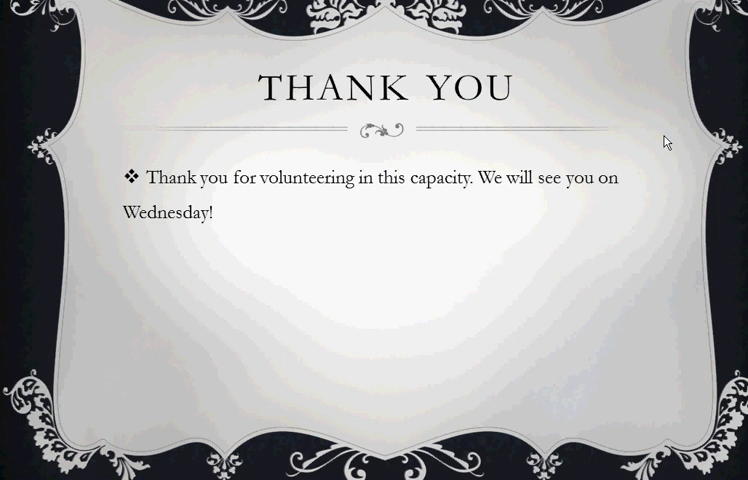 THANK YOU
❖ Thank you for volunteering in this capacity. We will see you on
Wednesday!